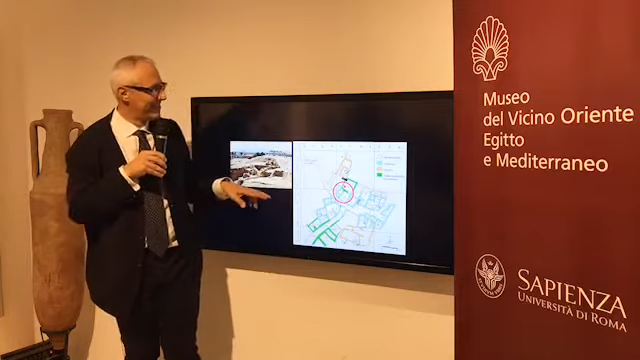 Museo
del Vicino Oriente
Egitto
e Mediterraneo
SAPIENZA
UNIVERSITÀ DI ROMA